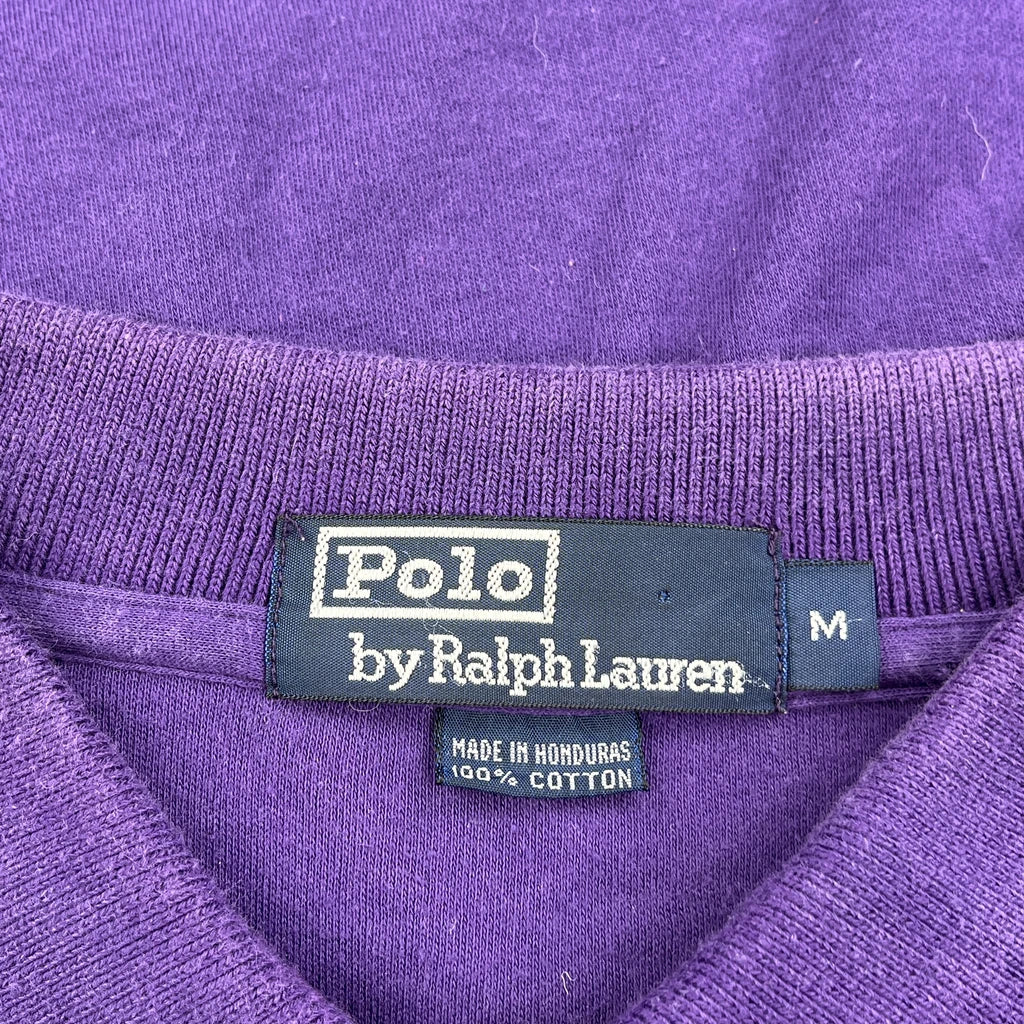 Polo
by Ralph Lauren
M
MADE IN HONDURAS
100% COTTON